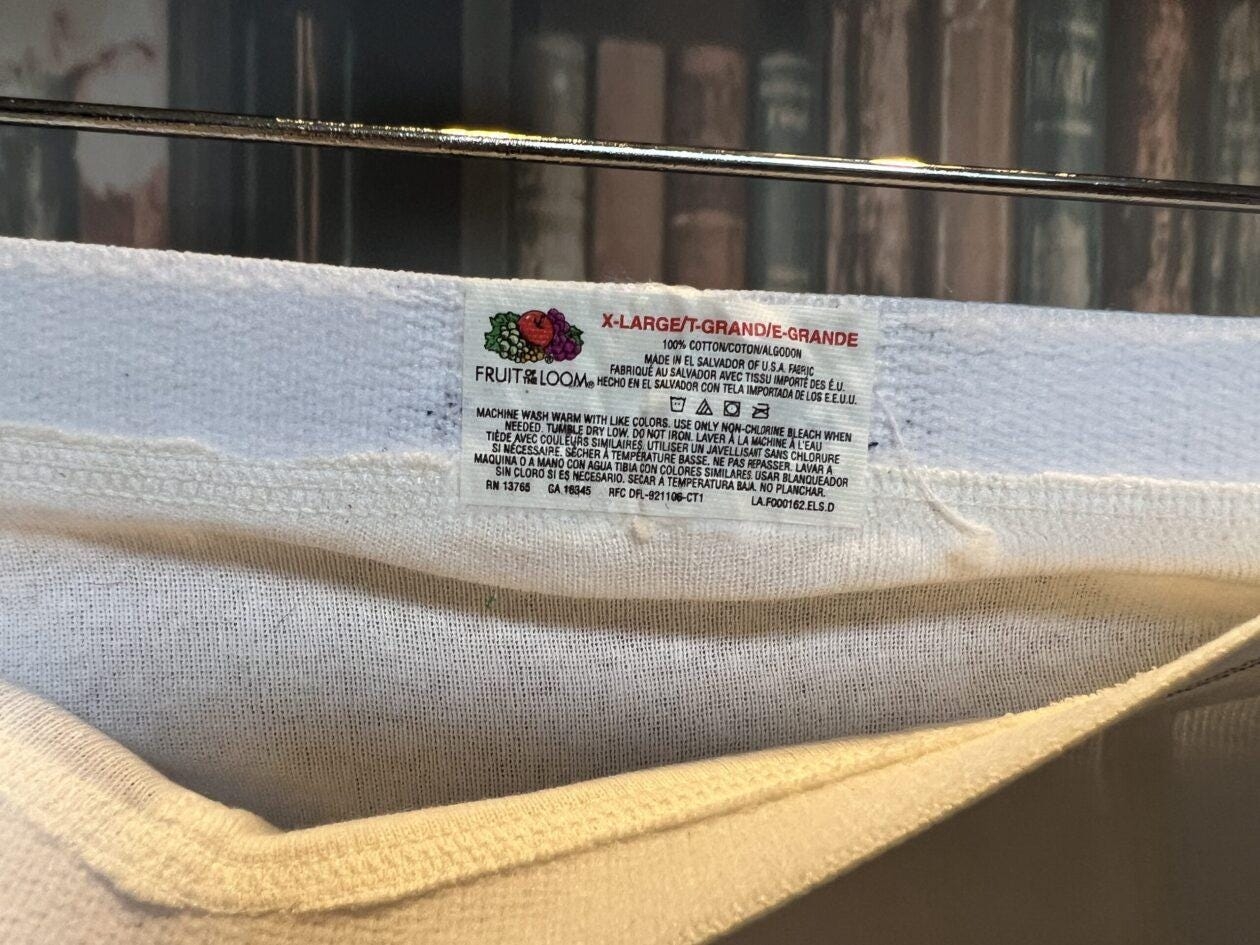 X-LARGE/T-GRAND/E-GRANDE
100% COTTON/COTON/ALGODON
MADE IN EL SALVADOR OF U.S.A. FABRIC
FABRIQUÉ AU SALVADOR AVEC TISSU IMPORTÉ DES É.U.
HECHO EN EL SALVADOR CON TELA IMPORTADA DE LOS E.E.U.U.
FRUIT OF THE LOOM®
MACHINE WASH WARM WITH LIKE COLORS. USE ONLY NON-CHLORINE BLEACH WHEN
NEEDED. TUMBLE DRY LOW. DO NOT IRON. LAVER À LA MACHINE À L'EAU
TIÈDE AVEC COULEURS SIMILAIRES. UTILISER UN JAVELLISANT SANS CHLORURE
SI NÉCESSAIRE. SÉCHER À TEMPÉRATURE BASSE. NE PAS REPASSER. LAVAR A
MAQUINA O A MANO CON AGUA TIBIA CON COLORES SIMILARES. USAR BLANQUEADOR
SIN CLORO SI ES NECESARIO. SECAR A TEMPERATURA BAJA. NO PLANCHAR.
RN 13765 CA 16345 RFC DFL-921106-CT1 LA.F000162.ELS.D